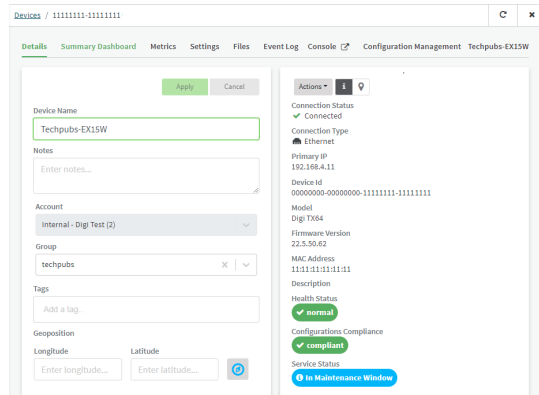 Devices / 11111111-11111111
Details Summary Dashboard Metrics Settings Files Event Log Console Configuration Management Techpubs-EX15W
Apply Cancel
Device Name
Techpubs-EX15W
Notes
Enter notes...
Account
Internal - Digi Test (2)
Group
techpubs
Tags
Add a tag..
Geoposition
Longitude Latitude
Enter longitude... Enter latitude...
Actions
Connection Status
Connected
Connection Type
Ethernet
Primary IP
192.168.4.11
Device Id
00000000-00000000-11111111-11111111
Model
Digi TX64
Firmware Version
22.5.50.62
MAC Address
11:11:11:11:11:11
Description
Health Status
normal
Configurations Compliance
compliant
Service Status
In Maintenance Window